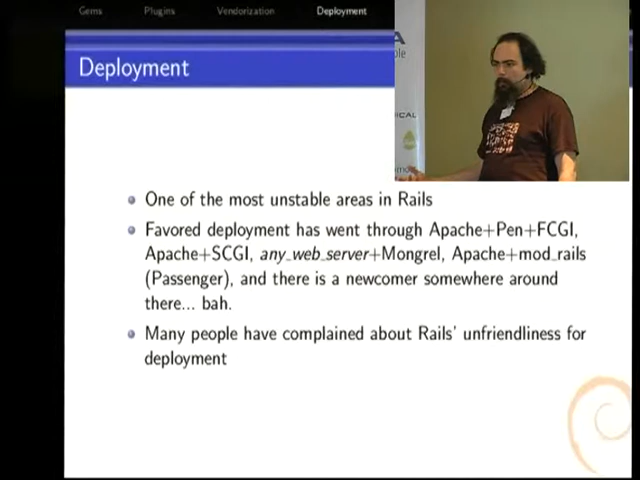 Gems Plugins Vendorization Deployment
Deployment
One of the most unstable areas in Rails
Favored deployment has went through Apache+Pen+FCGI,
Apache+SCGI, any_web_server+Mongrel, Apache+mod_rails
(Passenger), and there is a newcomer somewhere around
there... bah.
Many people have complained about Rails' unfriendliness for
deployment
A
ple
ICAL